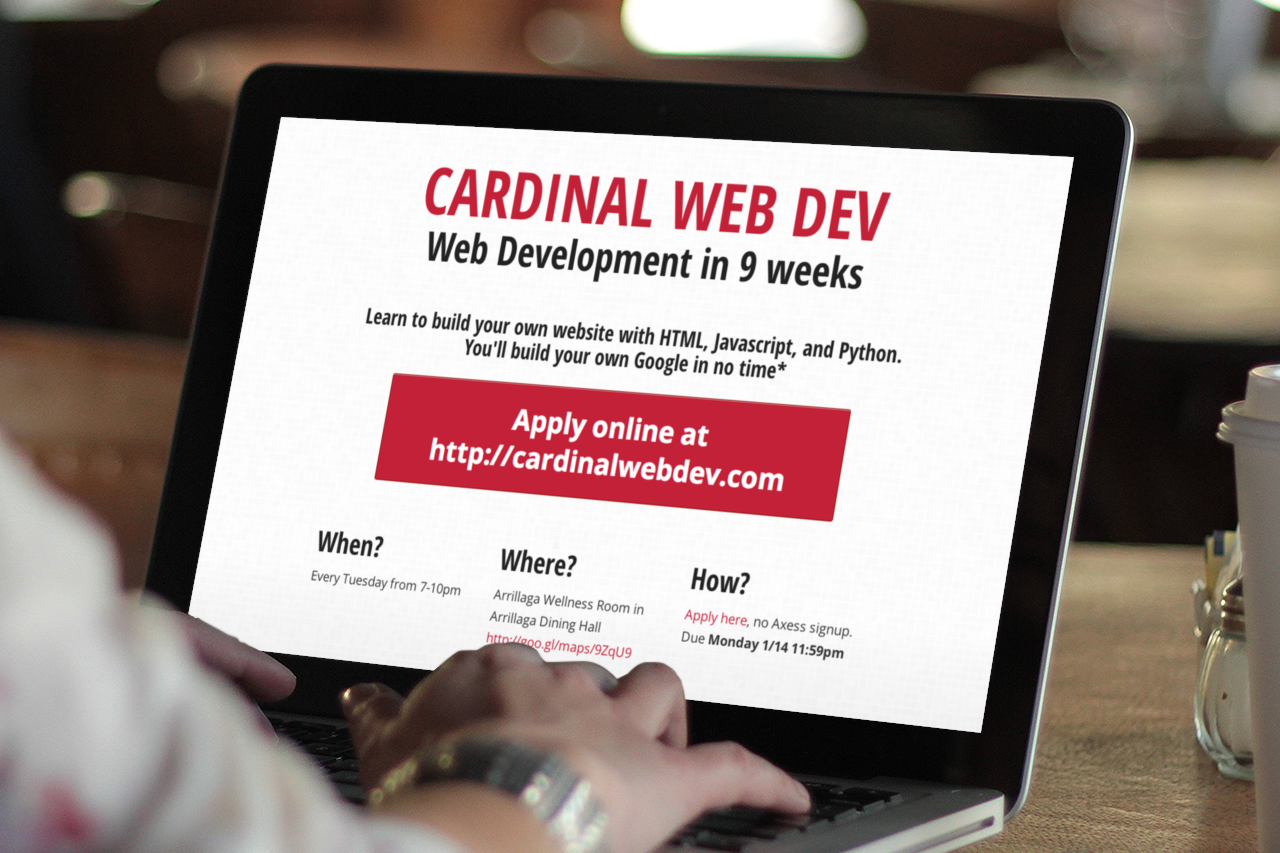 CARDINAL WEB DEV
Web Development in 9 weeks
Learn to build your own website with HTML, Javascript, and Python.
You'll build your own Google in no time*
Apply online at
http://cardinalwebdev.com
When?
Every Tuesday from 7-10pm
Where?
Arrillaga Wellness Room in
Arrillaga Dining Hall
http://goo.gl/maps/9ZqU9
How?
Apply here, no Axess signup.
Due Monday 1/14 11:59pm